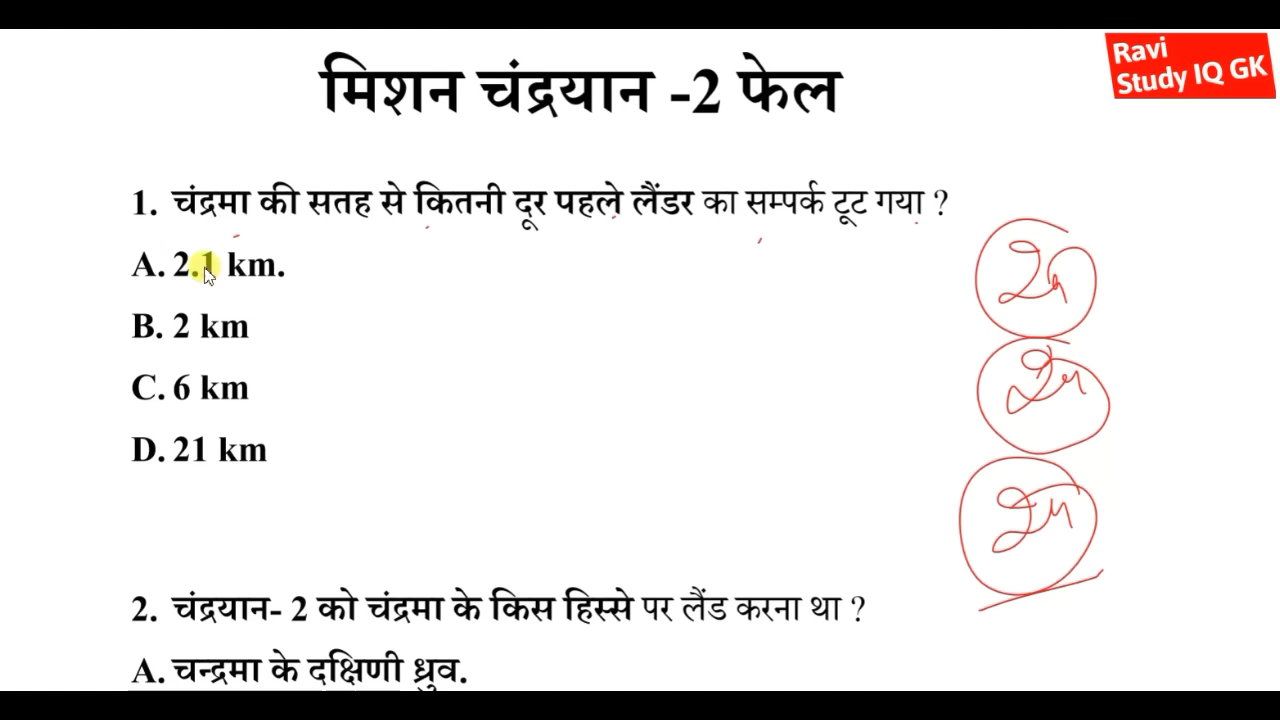 Ravi
Study IQ GK
मिशन चंद्रयान -2 फेल
1. चंद्रमा की सतह से कितनी दूर पहले लैंडर का सम्पर्क टूट गया ?
A. 2.1 km.
B. 2 km
C. 6 km
D. 21 km
2. चंद्रयान- 2 को चंद्रमा के किस हिस्से पर लैंड करना था ?
A. चन्द्रमा के दक्षिणी ध्रुव.